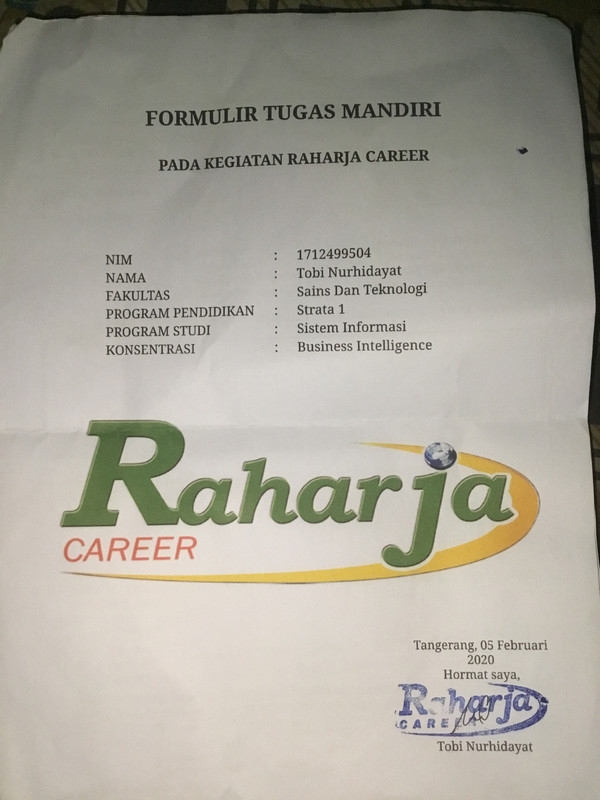 FORMULIR TUGAS MANDIRI
PADA KEGIATAN RAHARJA CAREER
NIM : 1712499504
NAMA : Tobi Nurhidayat
FAKULTAS : Sains Dan Teknologi
PROGRAM PENDIDIKAN : Strata 1
PROGRAM STUDI : Sistem Informasi
KONSENTRASI : Business Intelligence
Raharja
CAREER
Tangerang, 05 Februari
2020
Hormat saya,
Raharja
CAREER
Tobi Nurhidayat